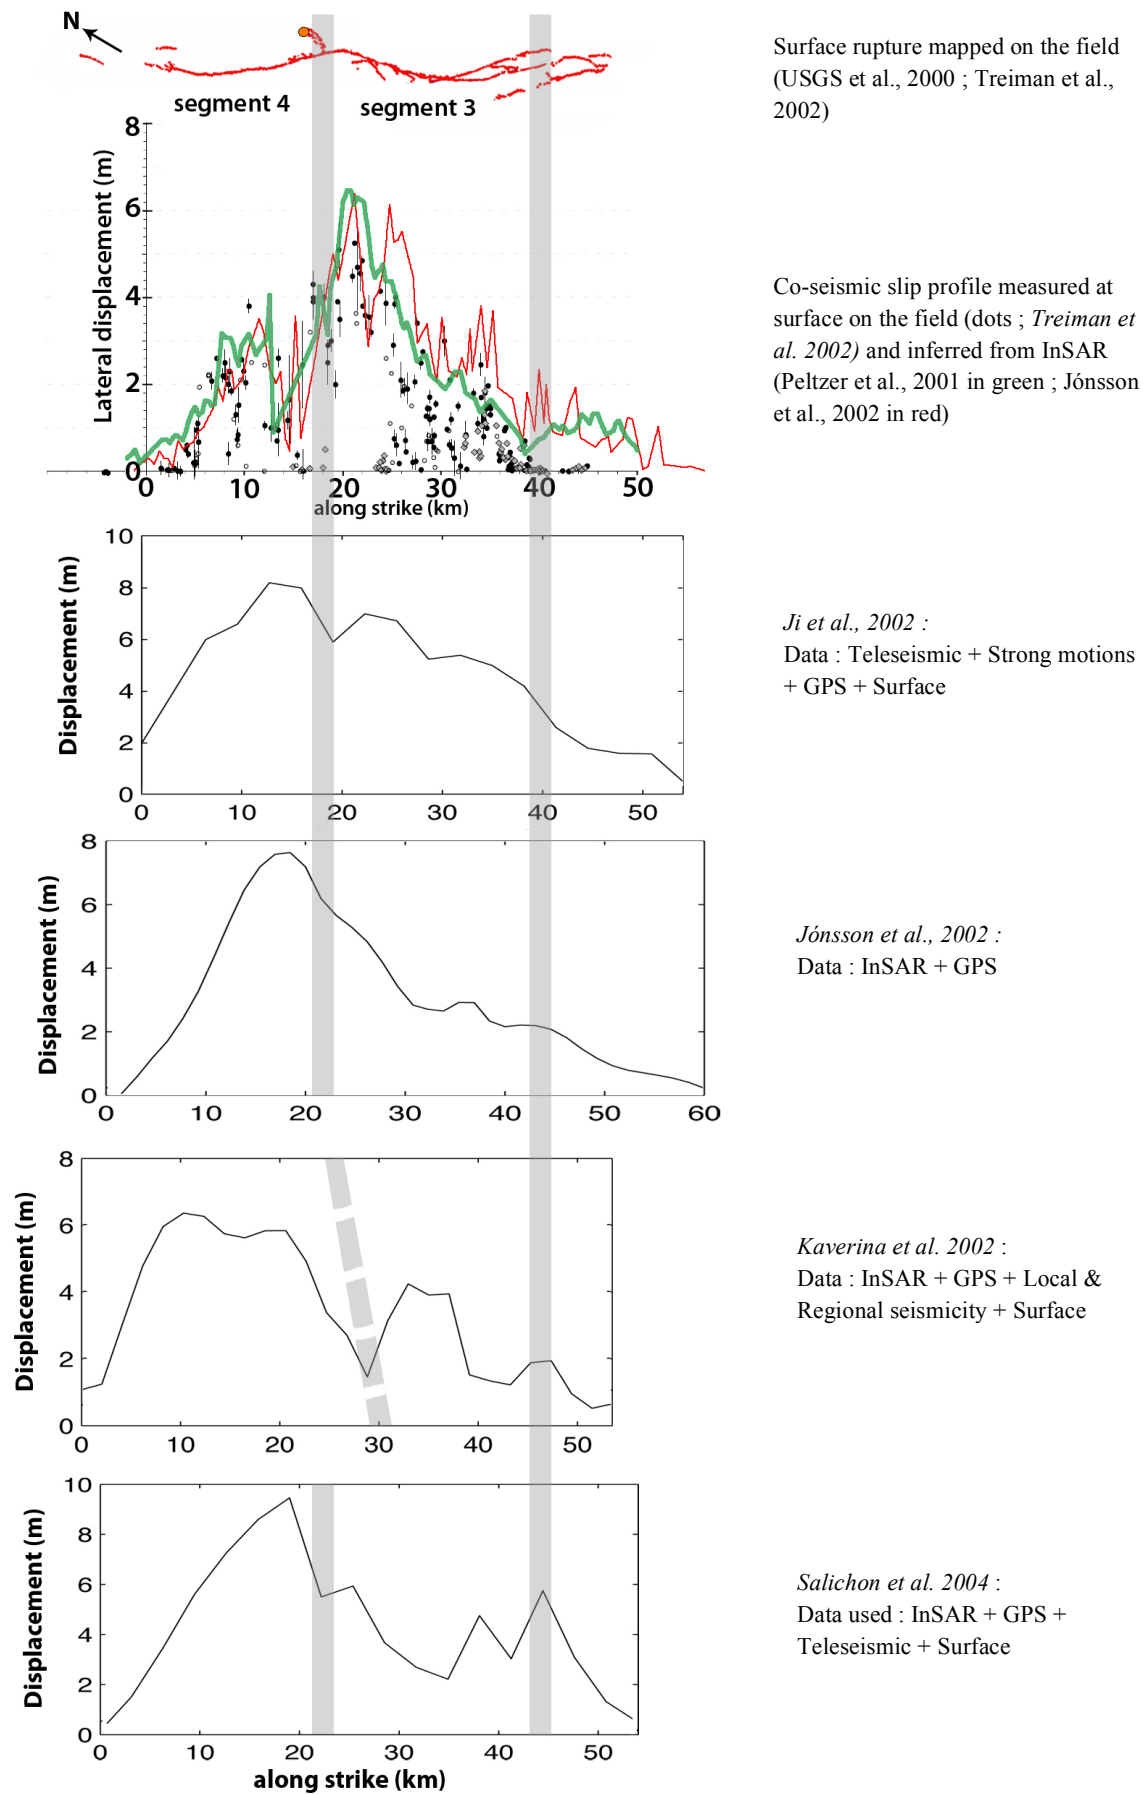 N
segment 4
segment 3
Surface rupture mapped on the field
(USGS et al., 2000 ; Treiman et al.,
2002)
Lateral displacement (m)
8
6
4
2
0
0 10 20 30 40 50
along strike (km)
Co-seismic slip profile measured at
surface on the field (dots ; Treiman et
al. 2002) and inferred from InSAR
(Peltzer et al., 2001 in green ; Jónsson
et al., 2002 in red)
Displacement (m)
10
8
6
4
2
0
0 10 20 30 40 50
Ji et al., 2002 :
Data : Teleseismic + Strong motions
+ GPS + Surface
Displacement (m)
8
6
4
2
0
0 10 20 30 40 50 60
Jónsson et al., 2002 :
Data : InSAR + GPS
Displacement (m)
8
6
4
2
0
0 10 20 30 40 50
Kaverina et al. 2002 :
Data : InSAR + GPS + Local &
Regional seismicity + Surface
Displacement (m)
10
8
6
4
2
0
0 10 20 30 40 50
along strike (km)
Salichon et al. 2004 :
Data used : InSAR + GPS +
Teleseismic + Surface